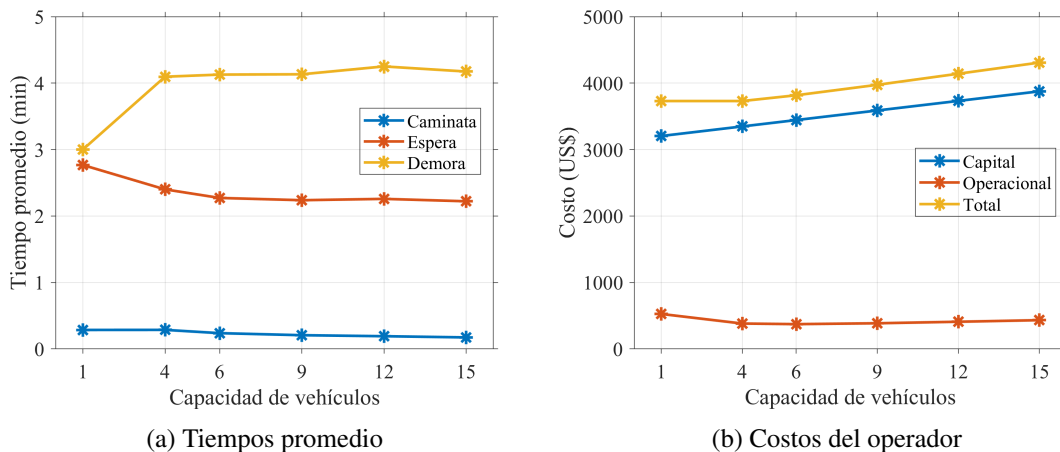 5
4
3
2
1
0
Tiempo promedio (min)
Caminata
Espera
Demora
1 4 6 9 12 15
Capacidad de vehículos
(a) Tiempos promedio
5000
4000
3000
2000
1000
0
Costo (US$)
Capital
Operacional
Total
1 4 6 9 12 15
Capacidad de vehículos
(b) Costos del operador